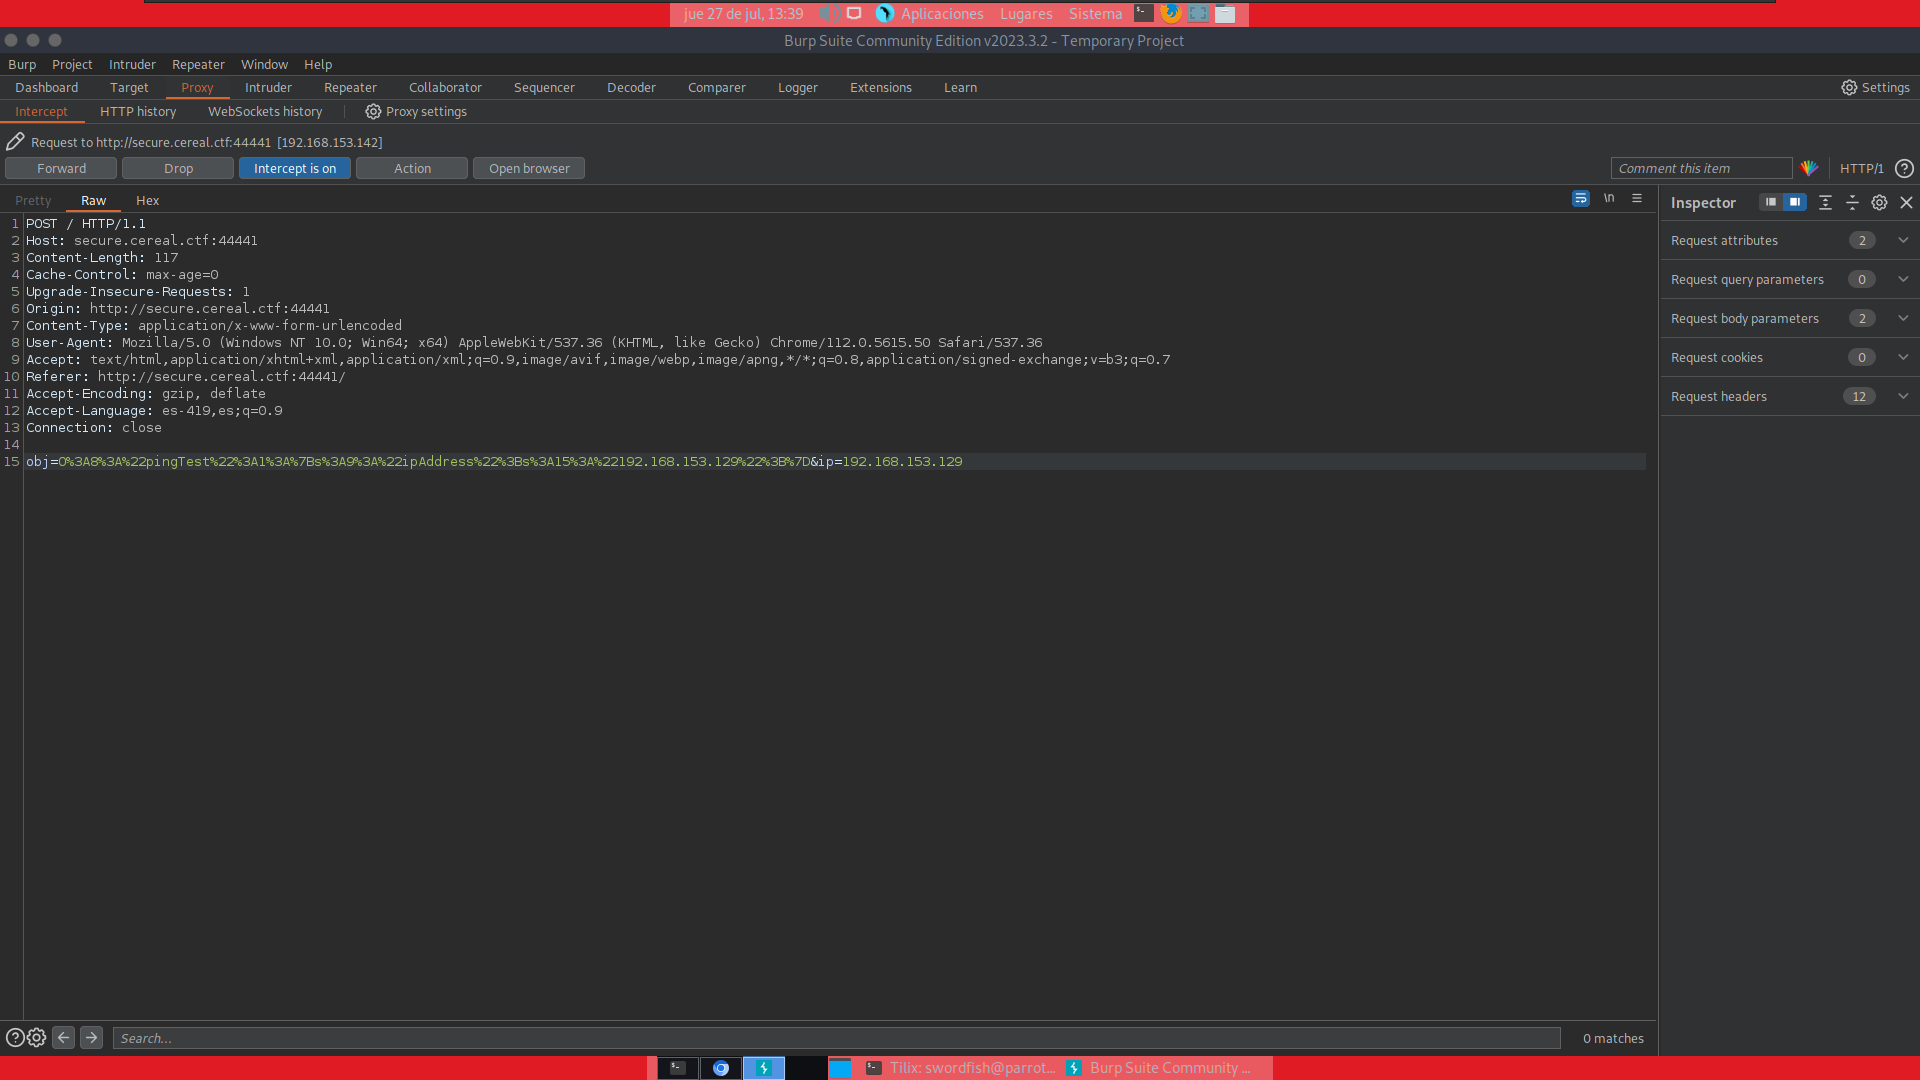 jue 27 de jul, 13:39 Aplicaciones Lugares Sistema
Burp Suite Community Edition v2023.3.2 - Temporary Project
Burp Project Intruder Repeater Window Help
Dashboard Target Proxy Intruder Repeater Collaborator Sequencer Decoder Comparer Logger Extensions Learn Settings
Intercept HTTP history WebSockets history Proxy settings
Request to http://secure.cereal.ctf:44441 [192.168.153.142]
Forward Drop Intercept is on Action Open browser Comment this item HTTP/1 ?
Pretty Raw Hex \n
Inspector
1 POST / HTTP/1.1
2 Host: secure.cereal.ctf:44441
3 Content-Length: 117
4 Cache-Control: max-age=0
5 Upgrade-Insecure-Requests: 1
6 Origin: http://secure.cereal.ctf:44441
7 Content-Type: application/x-www-form-urlencoded
8 User-Agent: Mozilla/5.0 (Windows NT 10.0; Win64; x64) AppleWebKit/537.36 (KHTML, like Gecko) Chrome/112.0.5615.50 Safari/537.36
9 Accept: text/html,application/xhtml+xml,application/xml;q=0.9,image/avif,image/webp,image/apng,*/*;q=0.8,application/signed-exchange;v=b3;q=0.7
10 Referer: http://secure.cereal.ctf:44441/
11 Accept-Encoding: gzip, deflate
12 Accept-Language: es-419,es;q=0.9
13 Connection: close
14
15 obj=O%3A8%3A%22pingTest%22%3A1%3A%7Bs%3A9%3A%22ipAddress%22%3Bs%3A15%3A%22192.168.153.129%22%3B%7D&ip=192.168.153.129
Request attributes 2
Request query parameters 0
Request body parameters 2
Request cookies 0
Request headers 12
? Search... 0 matches
Tilix: swordfish@parrot... Burp Suite Community ...